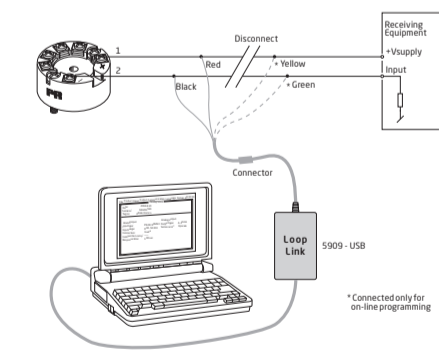 Receiving
Equipment
Disconnect
1
+Vsupply
Red
* Yellow
2
Input
Black
* Green
PR
Connector
Loop
Link
5909 - USB
* Connected only for
on-line programming